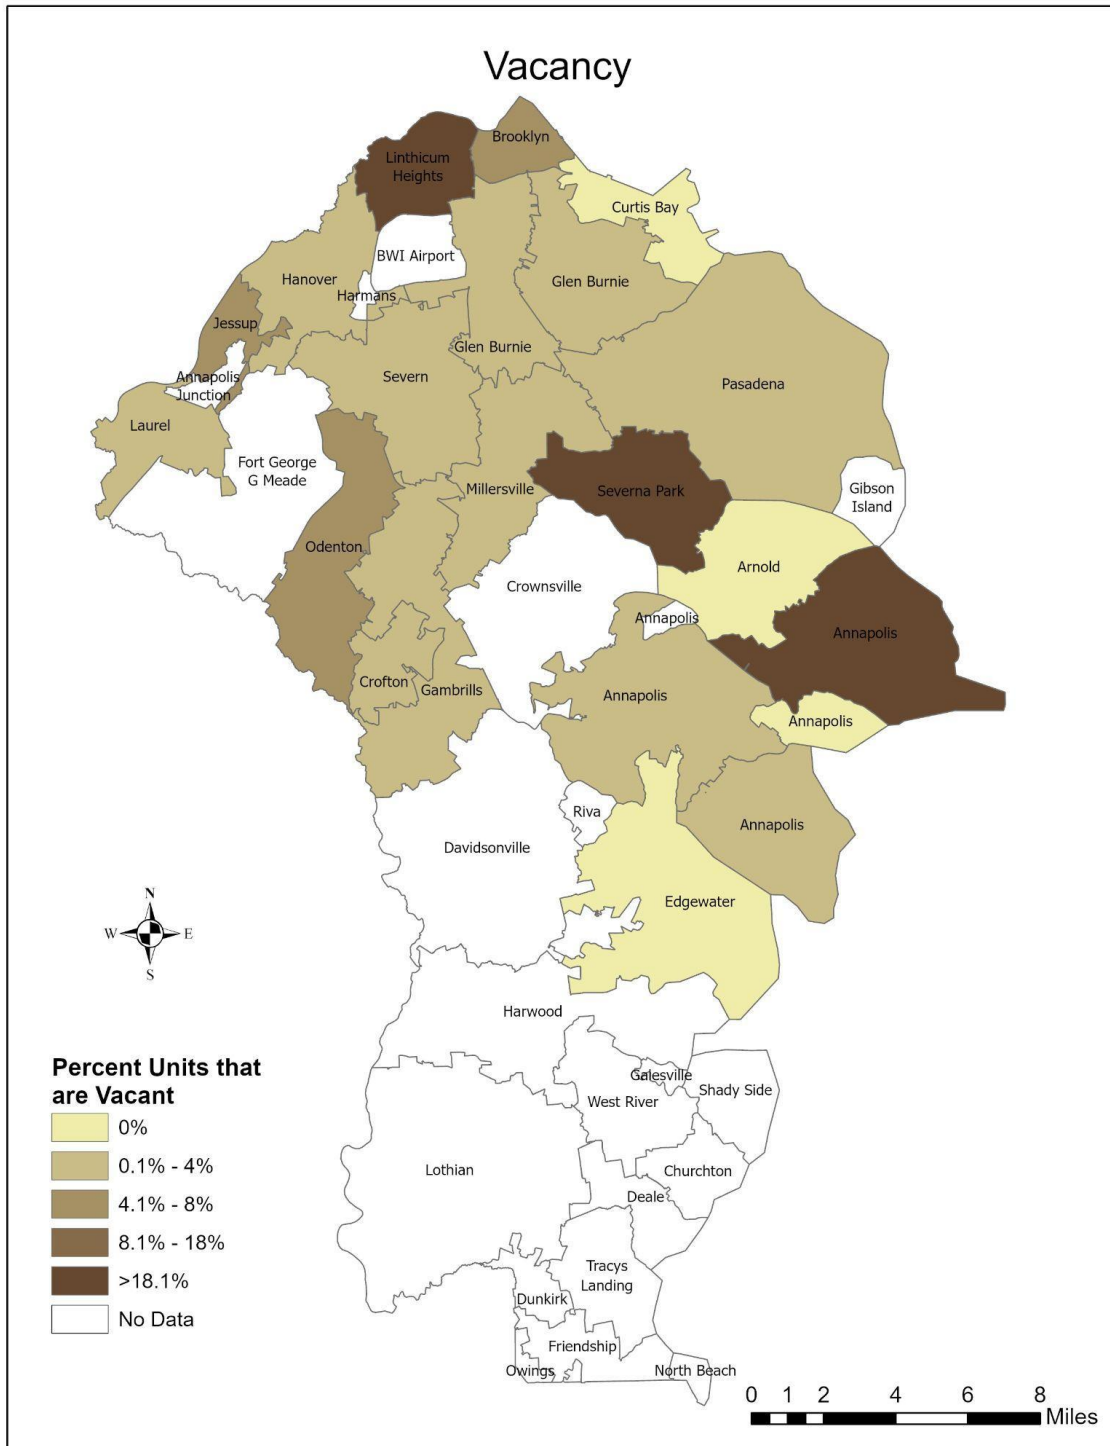 Vacancy
Brooklyn
Linthicum
Heights
Curtis Bay
BWI Airport
Hanover
Glen Burnie
Harmans
Jessup
Glen Burnie
Annapolis
Junction
Severn
Pasadena
Laurel
Fort George
G Meade
Millersville
Severna Park
Gibson
Island
Odenton
Arnold
Crownsville
Annapolis
Annapolis
Crofton
Gambrills
Annapolis
Annapolis
Riva
Annapolis
Davidsonville
Edgewater
N
W
E
S
Harwood
Galesville
Shady Side
West River
Lothian
Churchton
Deale
Tracys
Landing
Dunkirk
Friendship
Owings
North Beach
Percent Units that
are Vacant
0%
0.1% - 4%
4.1% - 8%
8.1% - 18%
>18.1%
No Data
0 1 2 4 6 8
Miles